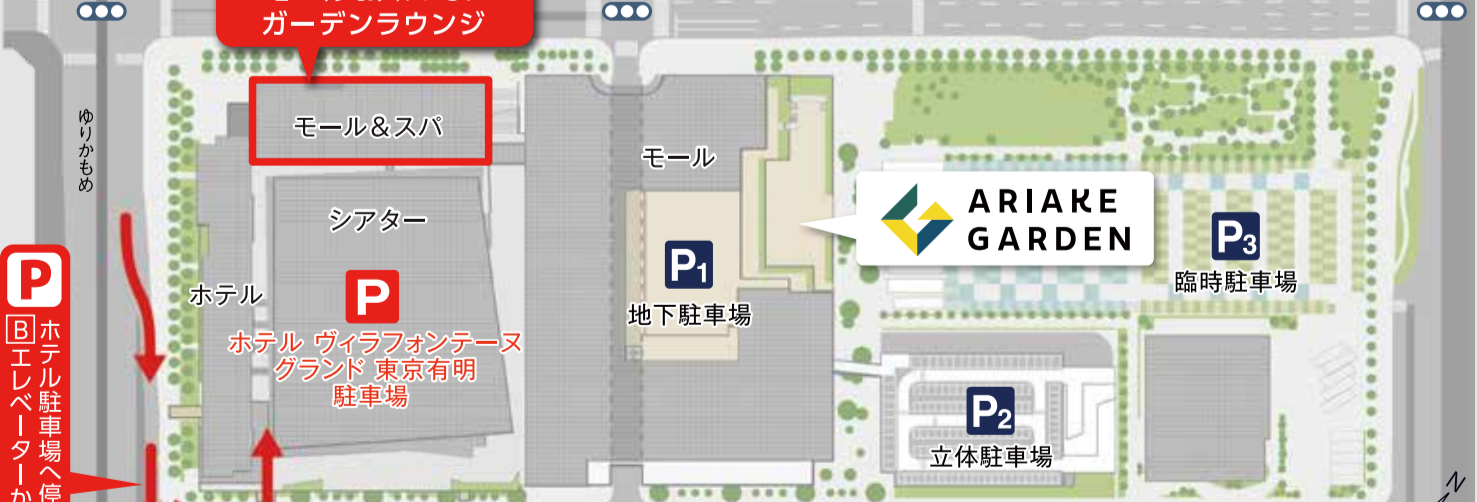 ガーデンラウンジ
モール&スパ
ゆりかもめ
モール
シアター
ARIAKE
GARDEN
P3
臨時駐車場
P1
地下駐車場
ホテル
P
ホテル ヴィラフォンテーヌ
グランド 東京有明
駐車場
P
ホテル駐車場へ停
Bエレベーターか
P2
立体駐車場
N